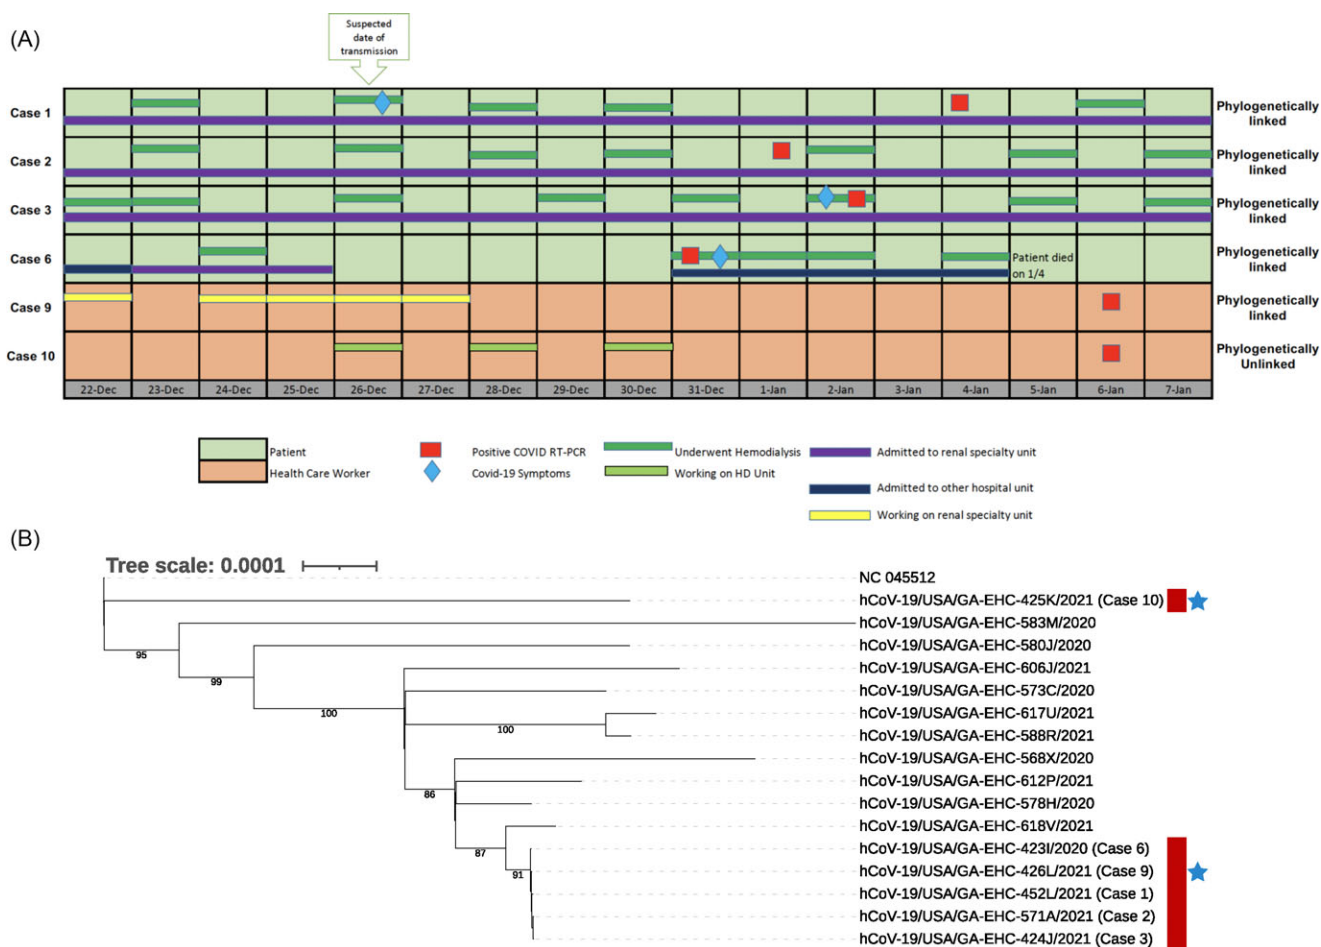 (A)
Suspected
date of
transmission
Case 1
Phylogenetically
linked
Case 2
Phylogenetically
linked
Case 3
Phylogenetically
linked
Case 6
Patient died
on 1/4
Phylogenetically
linked
Case 9
Phylogenetically
linked
Case 10
Phylogenetically
Unlinked
22-Dec 23-Dec 24-Dec 25-Dec 26-Dec 27-Dec 28-Dec 29-Dec 30-Dec 31-Dec 1-Jan 2-Jan 3-Jan 4-Jan 5-Jan 6-Jan 7-Jan
Patient Positive COVID RT-PCR Underwent Hemodialysis Admitted to renal specialty unit
Health Care Worker Covid-19 Symptoms Working on HD Unit
Admitted to other hospital unit
Working on renal specialty unit
(B)
Tree scale: 0.0001
NC 045512
hCoV-19/USA/GA-EHC-425K/2021 (Case 10)
hCoV-19/USA/GA-EHC-583M/2020
95
hCoV-19/USA/GA-EHC-580J/2020
hCoV-19/USA/GA-EHC-606J/2021
99
hCoV-19/USA/GA-EHC-573C/2020
100
hCoV-19/USA/GA-EHC-617U/2021
100
hCoV-19/USA/GA-EHC-588R/2021
hCoV-19/USA/GA-EHC-568X/2020
hCoV-19/USA/GA-EHC-612P/2021
86
hCoV-19/USA/GA-EHC-578H/2020
hCoV-19/USA/GA-EHC-618V/2021
hCoV-19/USA/GA-EHC-423I/2020 (Case 6)
87
hCoV-19/USA/GA-EHC-426L/2021 (Case 9)
91
hCoV-19/USA/GA-EHC-452L/2021 (Case 1)
hCoV-19/USA/GA-EHC-571A/2021 (Case 2)
hCoV-19/USA/GA-EHC-424J/2021 (Case 3)